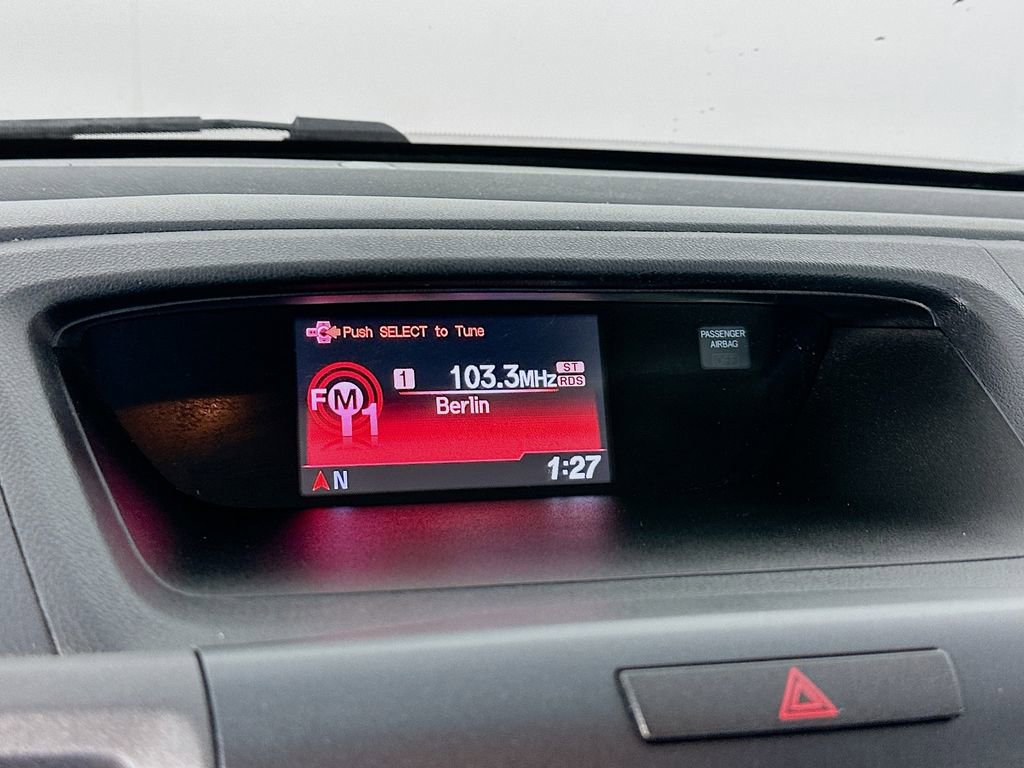 Push SELECT to Tune
FM1
1 103.3MHz ST
RDS
Berlin
N 1:27
PASSENGER
AIRBAG